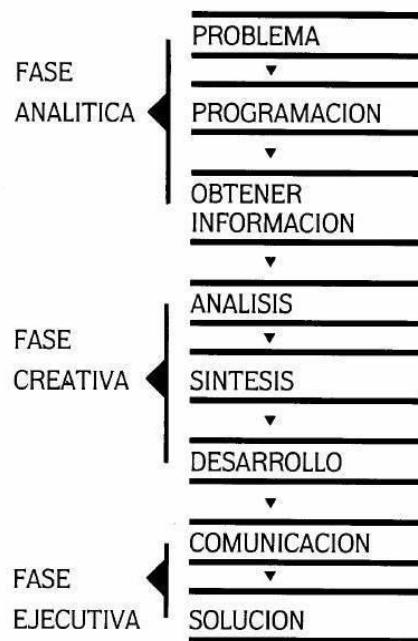 FASE
ANALITICA
PROBLEMA
PROGRAMACION
OBTENER
INFORMACION
FASE
CREATIVA
ANALISIS
SINTESIS
DESARROLLO
FASE
EJECUTIVA
COMUNICACION
SOLUCION